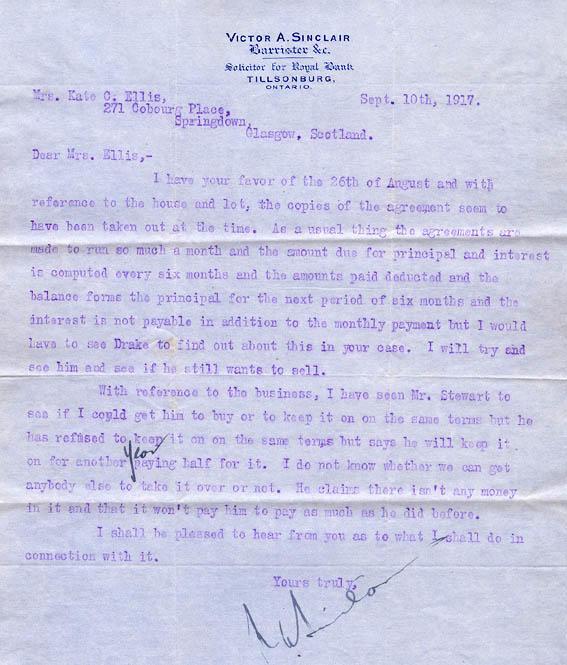 VICTOR A. SINCLAIR
Barrister &c.
Solicitor for Royal Bank
TILLSONBURG,
ONTARIO.
Mrs. Kate C. Ellis, Sept. 10th, 1917.
271 Cobourg Place,
Springdown,
Glasgow, Scotland.
Dear Mrs. Ellis,-
I have your favor of the 26th of August and with
reference to the house and lot, the copies of the agreement seem to
have been taken out at the time. As a usual thing the agreements are
made to run so much a month and the amount due for principal and interest
is computed every six months and the amounts paid deducted and the
balance forms the principal for the next period of six months and the
interest is not payable in addition to the monthly payment but I would
have to see Drake to find out about this in your case. I will try and
see him and see if he still wants to sell.
With reference to the business, I have seen Mr. Stewart to
see if I could get him to buy or to keep it on on the same terms but he
has refused to keep it on on the same terms but says he will keep it
on for another year paying half for it. I do not know whether we can get
anybody else to take it over or not. He claims there isn't any money
in it and that it won't pay him to pay as much as he did before.
I shall be pleased to hear from you as to what I shall do in
connection with it.
Yours truly,